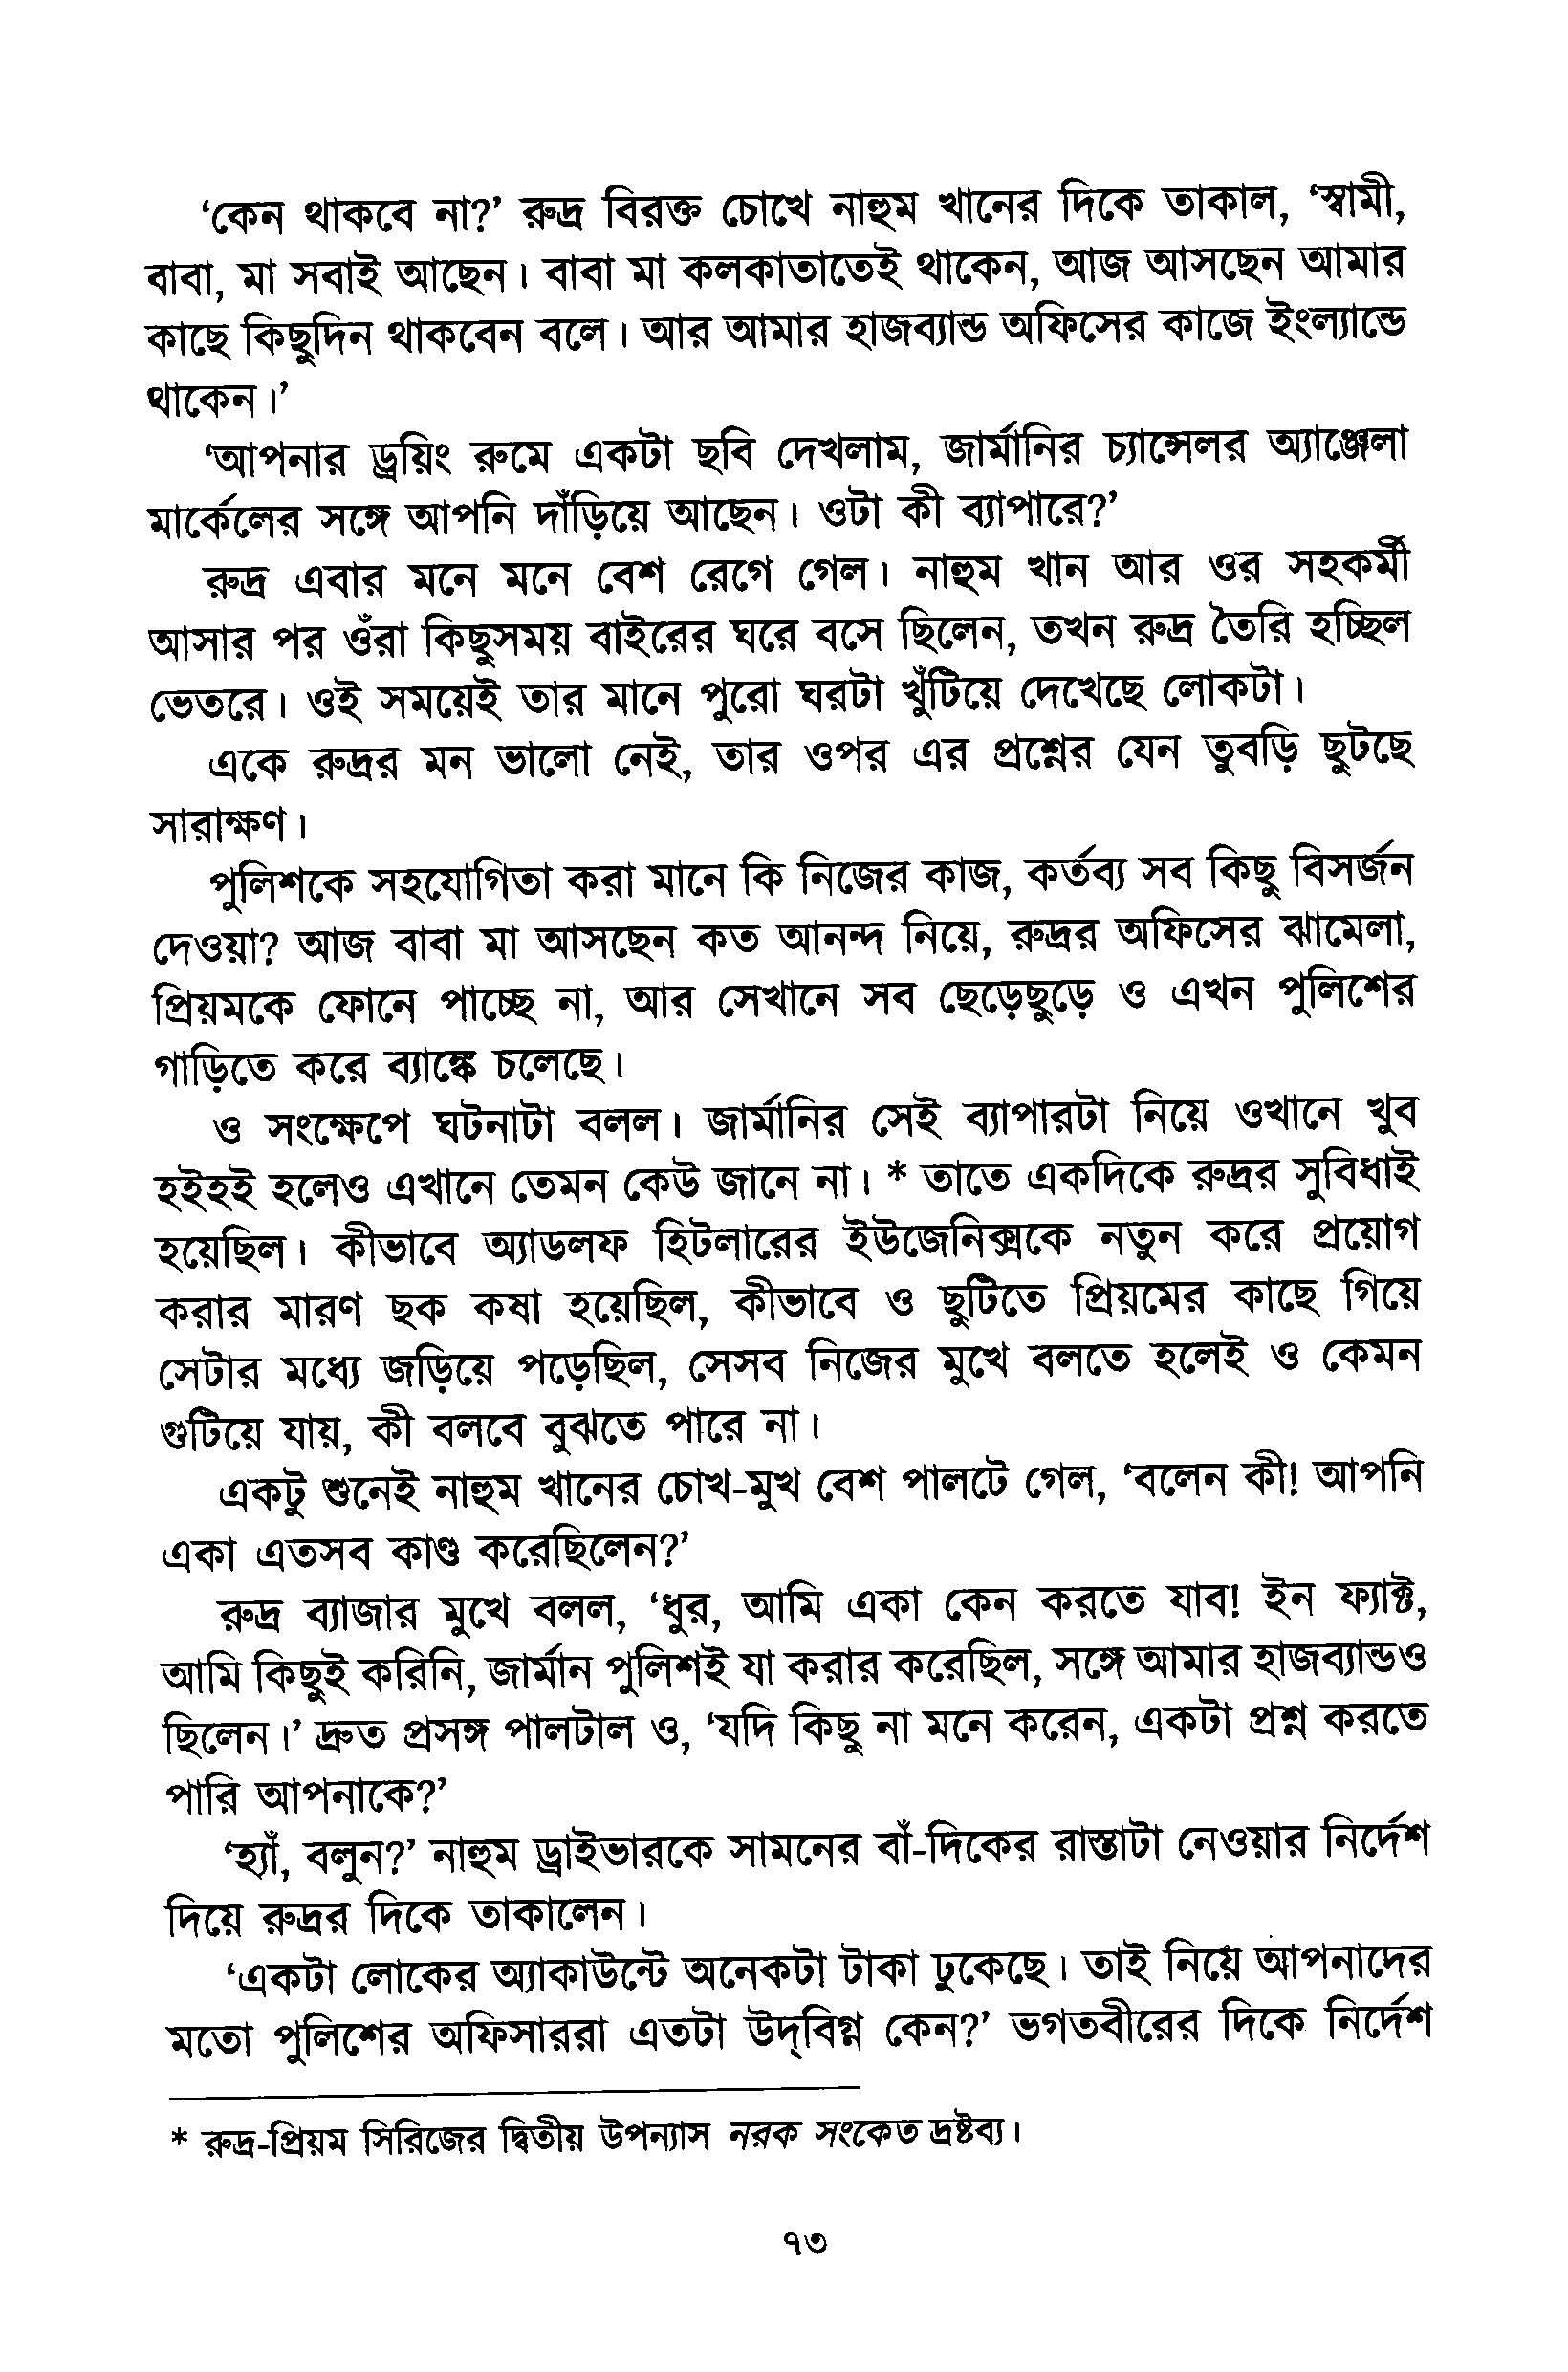 ‘কেন থাকবে না?’ রুদ্র বিরক্ত চোখে নাহুম খানের দিকে তাকাল, ‘স্বামী,
বাবা, মা সবাই আছেন। বাবা মা কলকাতাতেই থাকেন, আজ আসছেন আমার
কাছে কিছুদিন থাকবেন বলে। আর আমার হাজব্যান্ড অফিসের কাজে ইংল্যান্ডে
থাকেন।’
‘আপনার ড্রয়িং রুমে একটা ছবি দেখলাম, জার্মানির চ্যান্সেলর অ্যাঞ্জেলা
মার্কেলের সঙ্গে আপনি দাঁড়িয়ে আছেন। ওটা কী ব্যাপারে?’
রুদ্র এবার মনে মনে বেশ রেগে গেল। নাহুম খান আর ওর সহকর্মী
আসার পর ওঁরা কিছুসময় বাইরের ঘরে বসে ছিলেন, তখন রুদ্র তৈরি হচ্ছিল
ভেতরে। ওই সময়েই তার মানে পুরো ঘরটা খুঁটিয়ে দেখেছে লোকটা।
একে রুদ্রর মন ভালো নেই, তার ওপর এর প্রশ্নের যেন তুবড়ি ছুটছে
সারাক্ষণ।
পুলিশকে সহযোগিতা করা মানে কি নিজের কাজ, কর্তব্য সব কিছু বিসর্জন
দেওয়া? আজ বাবা মা আসছেন কত আনন্দ নিয়ে, রুদ্রর অফিসের ঝামেলা,
প্রিয়মকে ফোনে পাচ্ছে না, আর সেখানে সব ছেড়েছুড়ে ও এখন পুলিশের
গাড়িতে করে ব্যাঙ্কে চলেছে।
ও সংক্ষেপে ঘটনাটা বলল। জার্মানির সেই ব্যাপারটা নিয়ে ওখানে খুব
হইহই হলেও এখানে তেমন কেউ জানে না। * তাতে একদিকে রুদ্রর সুবিধাই
হয়েছিল। কীভাবে অ্যাডলফ হিটলারের ইউজেনিক্সকে নতুন করে প্রয়োগ
করার মারণ ছক কষা হয়েছিল, কীভাবে ও ছুটিতে প্রিয়মের কাছে গিয়ে
সেটার মধ্যে জড়িয়ে পড়েছিল, সেসব নিজের মুখে বলতে হলেই ও কেমন
গুটিয়ে যায়, কী বলবে বুঝতে পারে না।
একটু শুনেই নাহুম খানের চোখ-মুখ বেশ পালটে গেল, ‘বলেন কী! আপনি
একা এতসব কাণ্ড করেছিলেন?’
রুদ্র ব্যাজার মুখে বলল, ‘ধুর, আমি একা কেন করতে যাব! ইন ফ্যাক্ট,
আমি কিছুই করিনি, জার্মান পুলিশই যা করার করেছিল, সঙ্গে আমার হাজব্যান্ডও
ছিলেন।’ দ্রুত প্রসঙ্গ পালটাল ও, ‘যদি কিছু না মনে করেন, একটা প্রশ্ন করতে
পারি আপনাকে?’
‘হ্যাঁ, বলুন?’ নাহুম ড্রাইভারকে সামনের বাঁ-দিকের রাস্তাটা নেওয়ার নির্দেশ
দিয়ে রুদ্রর দিকে তাকালেন।
‘একটা লোকের অ্যাকাউন্টে অনেকটা টাকা ঢুকেছে। তাই নিয়ে আপনাদের
মতো পুলিশের অফিসাররা এতটা উদ্‌বিগ্ন কেন?’ ভগতবীরের দিকে নির্দেশ
* রুদ্র-প্রিয়ম সিরিজের দ্বিতীয় উপন্যাস নরক সংকেত দ্রষ্টব্য।
৭৩